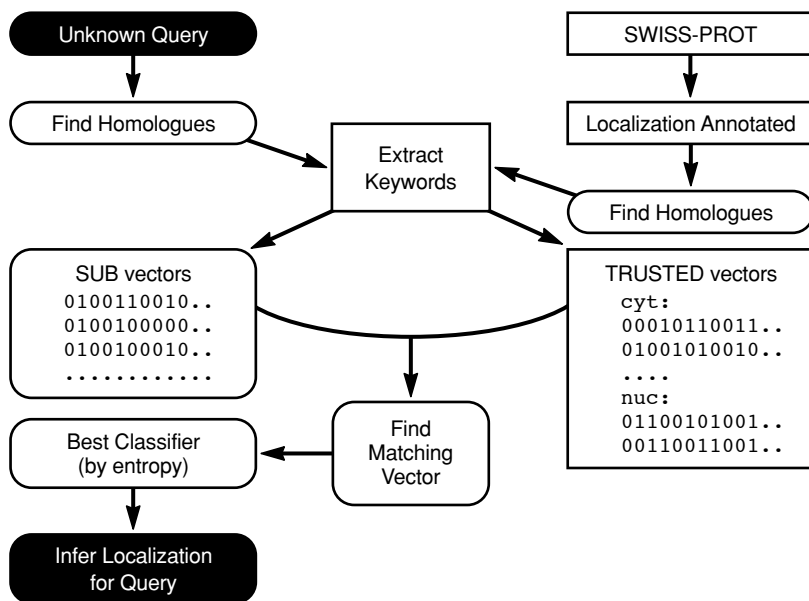 Unknown Query
SWISS-PROT
Find Homologues
Localization Annotated
Extract
Keywords
Find Homologues
SUB vectors
0100110010..
0100100000..
0100100010..
............
TRUSTED vectors
cyt:
00010110011..
01001010010..
....
nuc:
01100101001..
00110011001..
Find
Matching
Vector
Best Classifier
(by entropy)
Infer Localization
for Query